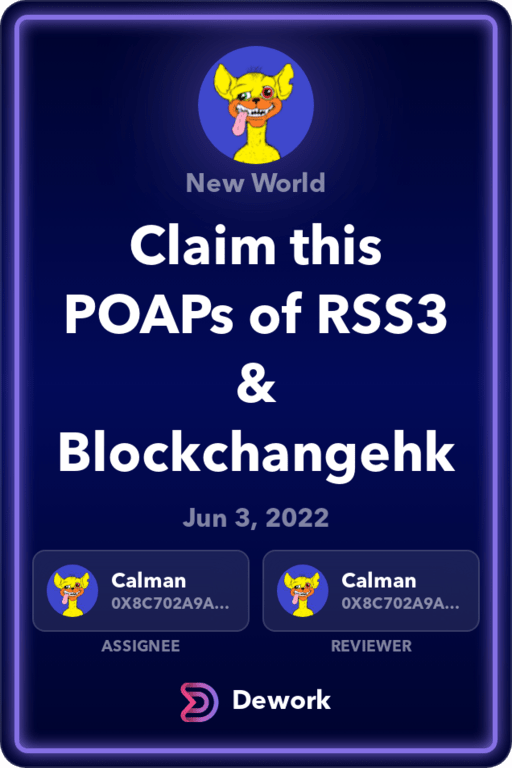 New World
Claim this
POAPs of RSS3
&
Blockchangehk
Jun 3, 2022
Calman
0X8C702A9A...
ASSIGNEE
Calman
0X8C702A9A...
REVIEWER
Dework